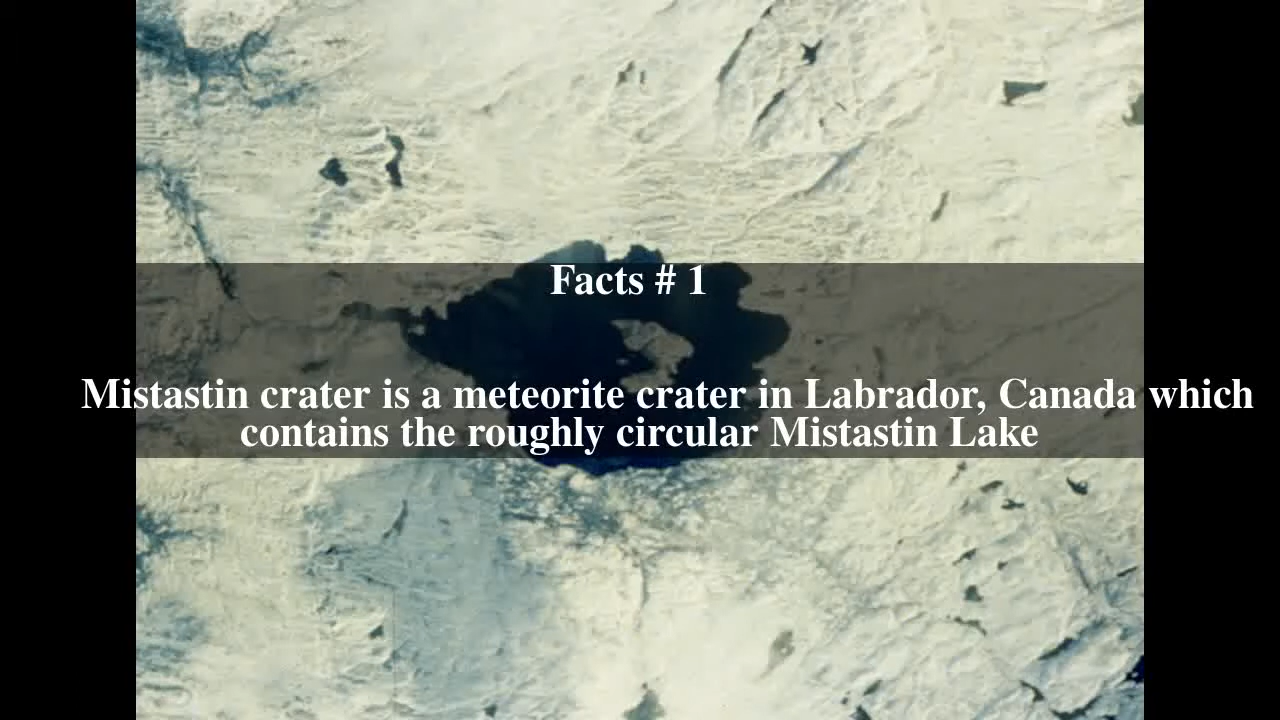 Facts # 1
Mistastin crater is a meteorite crater in Labrador, Canada which
contains the roughly circular Mistastin Lake